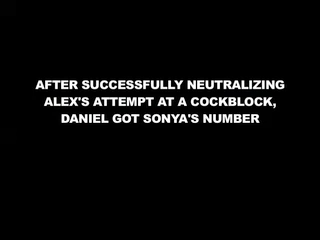 AFTER SUCCESSFULLY NEUTRALIZING
ALEX'S ATTEMPT AT A COCKBLOCK,
DANIEL GOT SONYA'S NUMBER